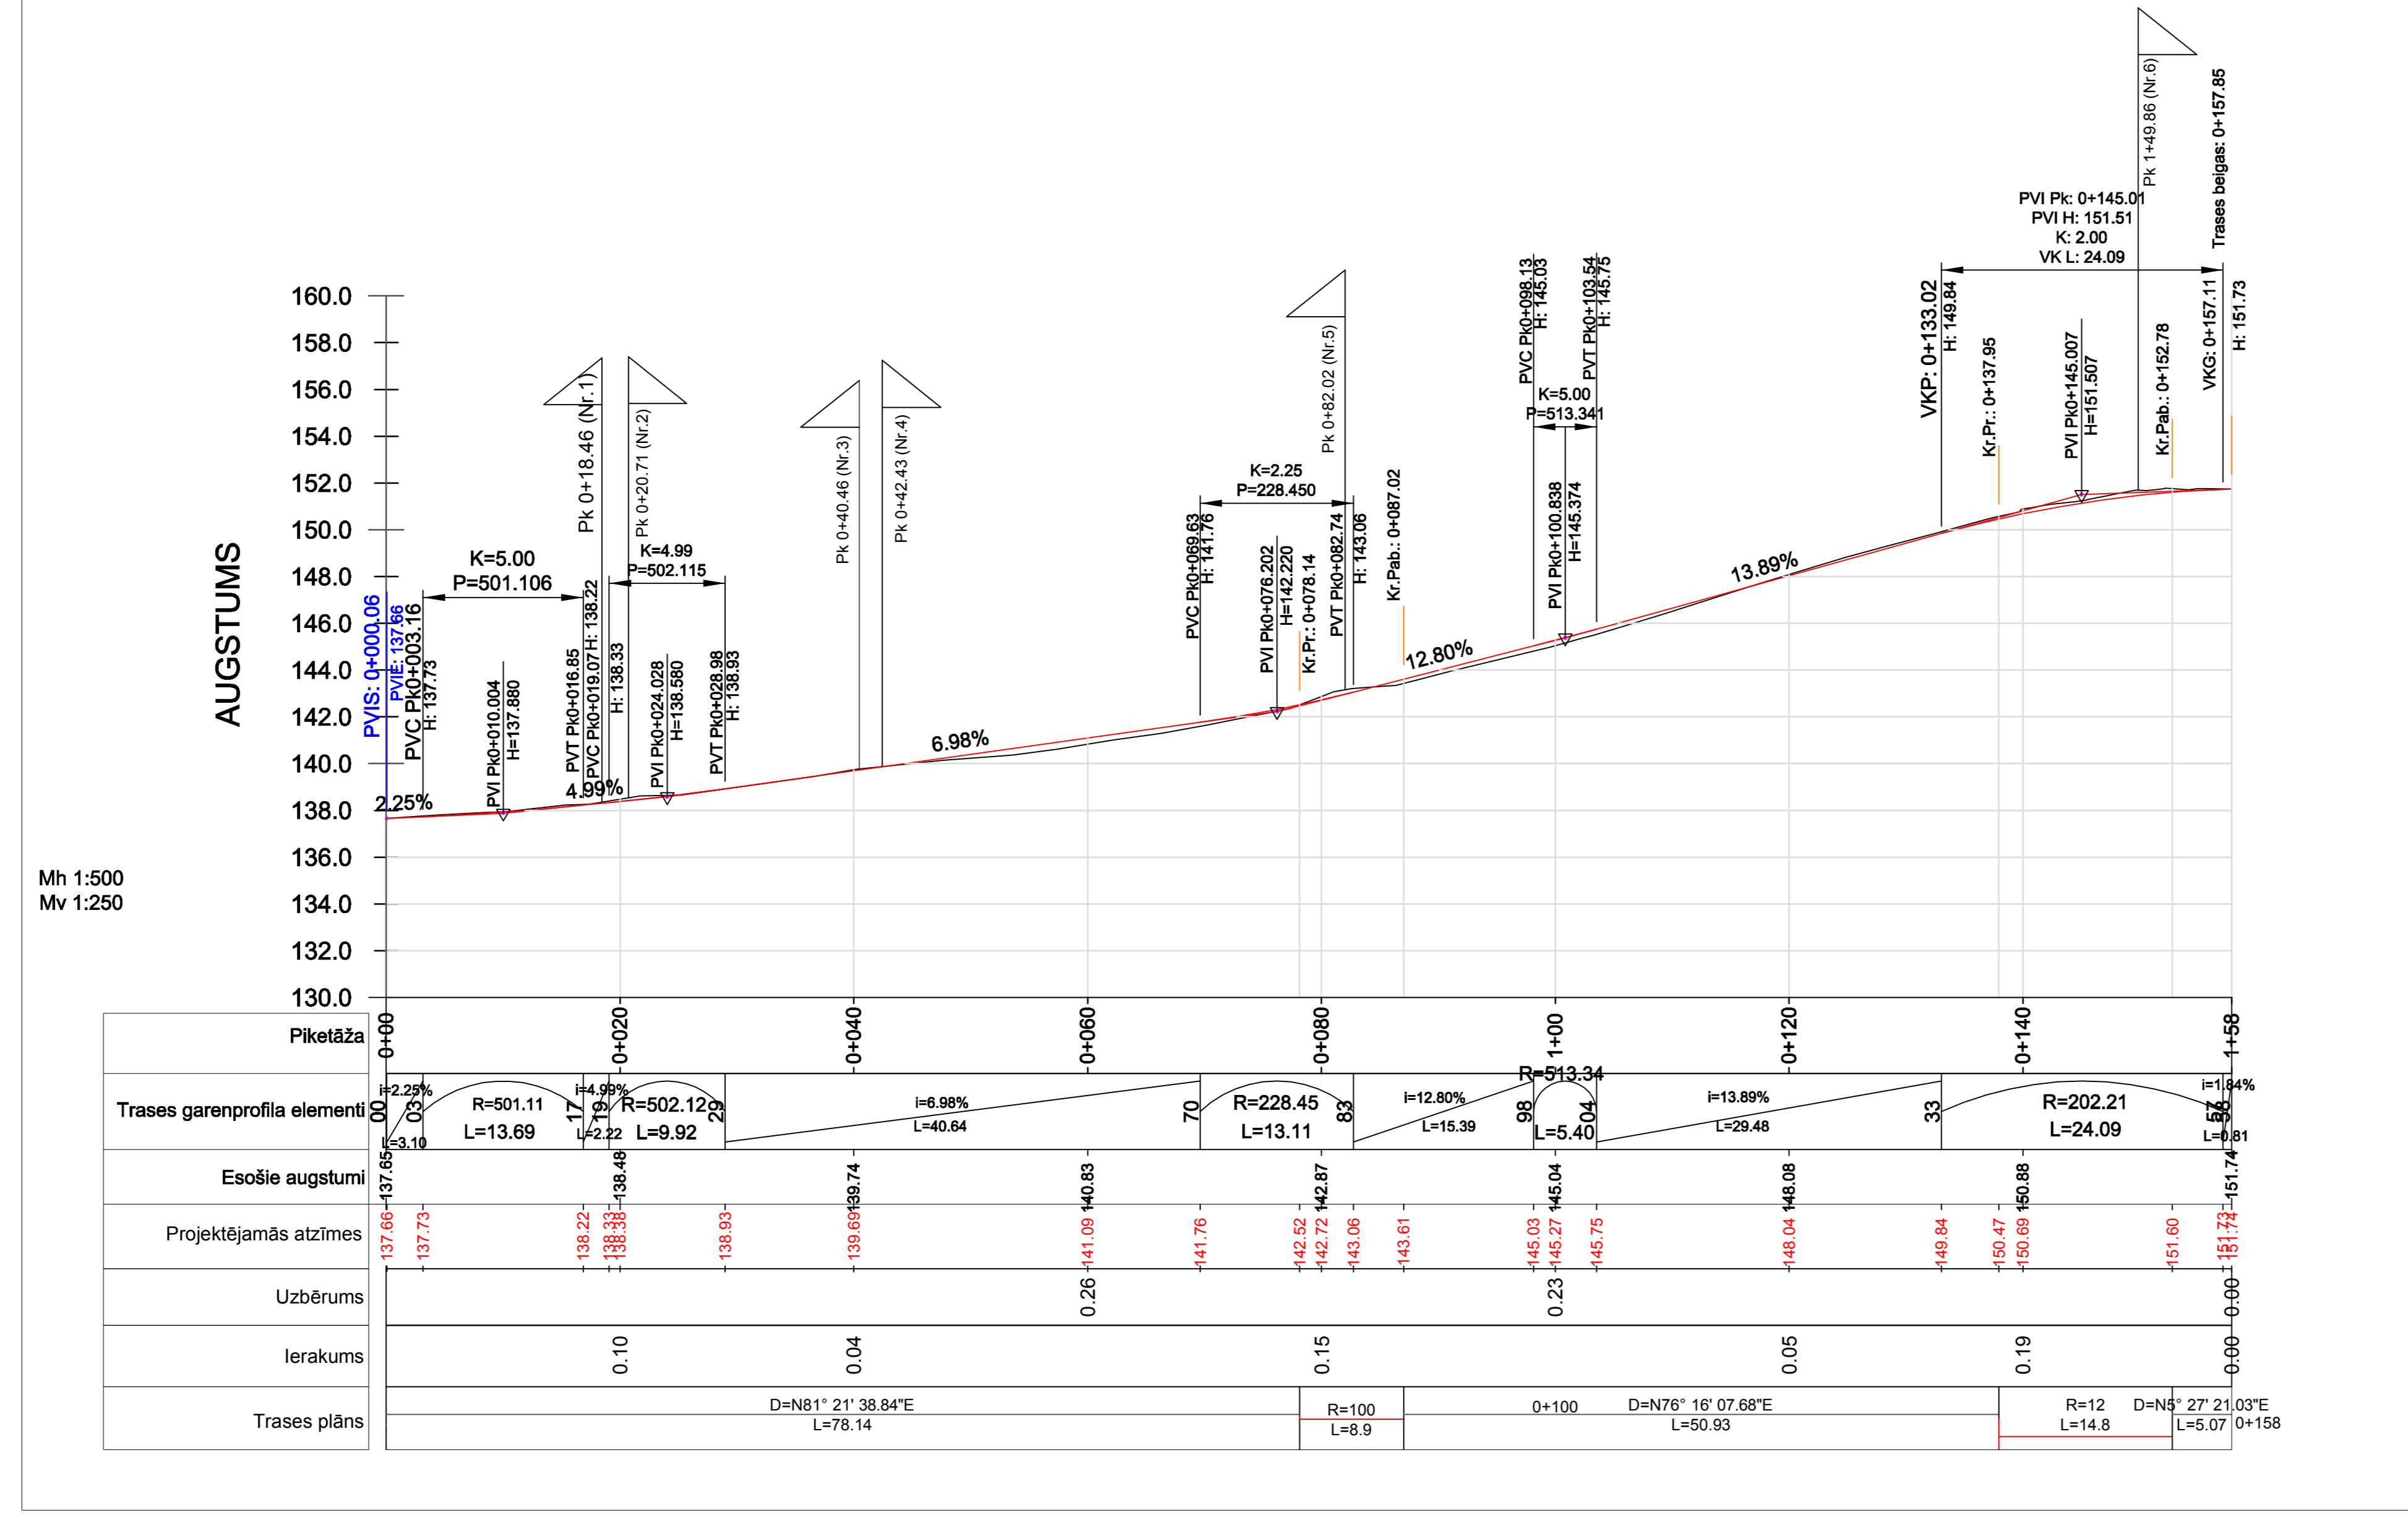 AUGSTUMS
Mh 1:500
Mv 1:250
160.0
158.0
156.0
154.0
152.0
150.0
148.0
146.0
144.0
142.0
140.0
138.0
136.0
134.0
132.0
130.0
PVIS: 0+000.06
PVIE: 137.66
PVC Pk0+003.16
H: 137.73
K=5.00
P=501.106
PVI Pk0+010.004
H=137.880
PVT Pk0+016.85
H: 138.22
PVC Pk0+019.07
H: 138.33
Pk 0+18.46 (Nr.1)
Pk 0+20.71 (Nr.2)
K=4.99
P=502.115
PVI Pk0+024.028
H=138.580
PVT Pk0+028.98
H: 138.93
Pk 0+40.46 (Nr.3)
Pk 0+42.43 (Nr.4)
2.25%
4.99%
6.98%
PVC Pk0+069.63
H: 141.76
K=2.25
P=228.450
PVI Pk0+076.202
H=142.220
Kr.Pr.: 0+078.14
Pk 0+82.02 (Nr.5)
PVT Pk0+082.74
H: 143.06
Kr.Pab.: 0+087.02
12.80%
PVC Pk0+098.13
H: 145.03
K=5.00
P=513.341
PVI Pk0+100.838
H=145.374
PVT Pk0+103.54
H: 145.75
13.89%
VKP: 0+133.02
H: 149.84
Kr.Pr.: 0+137.95
PVI Pk: 0+145.01
PVI H: 151.51
K: 2.00
VK L: 24.09
PVI Pk0+145.007
H=151.507
Pk 1+49.86 (Nr.6)
Kr.Pab.: 0+152.78
VKG: 0+157.11
H: 151.73
Trases beigas: 0+157.85
Piketāža
0+00
0+020
0+040
0+060
0+080
1+00
0+120
0+140
1+58
Trases garenprofila elementi
00
i=2.25%
L=3.10
03
R=501.11
L=13.69
17
i=4.99%
L=2.22
19
R=502.12
L=9.92
29
i=6.98%
L=40.64
70
R=228.45
L=13.11
83
i=12.80%
L=15.39
98
R=513.34
L=5.40
04
i=13.89%
L=29.48
33
R=202.21
L=24.09
57
i=1.84%
L=0.81
58
Esošie augstumi
137.65
138.48
139.74
140.83
142.87
145.04
148.08
150.88
151.74
Projektējamās atzīmes
137.66
137.73
138.22
138.33
138.38
138.93
139.69
141.09
141.76
142.52
142.72
143.06
143.61
145.03
145.27
145.75
148.04
149.84
150.47
150.69
151.60
151.73
151.74
Uzbērums
0.26
0.23
0.00
Ierakums
0.10
0.04
0.15
0.05
0.19
0.00
Trases plāns
D=N81° 21' 38.84"E
L=78.14
R=100
L=8.9
0+100
D=N76° 16' 07.68"E
L=50.93
R=12
L=14.8
D=N5° 27' 21.03"E
L=5.07
0+158